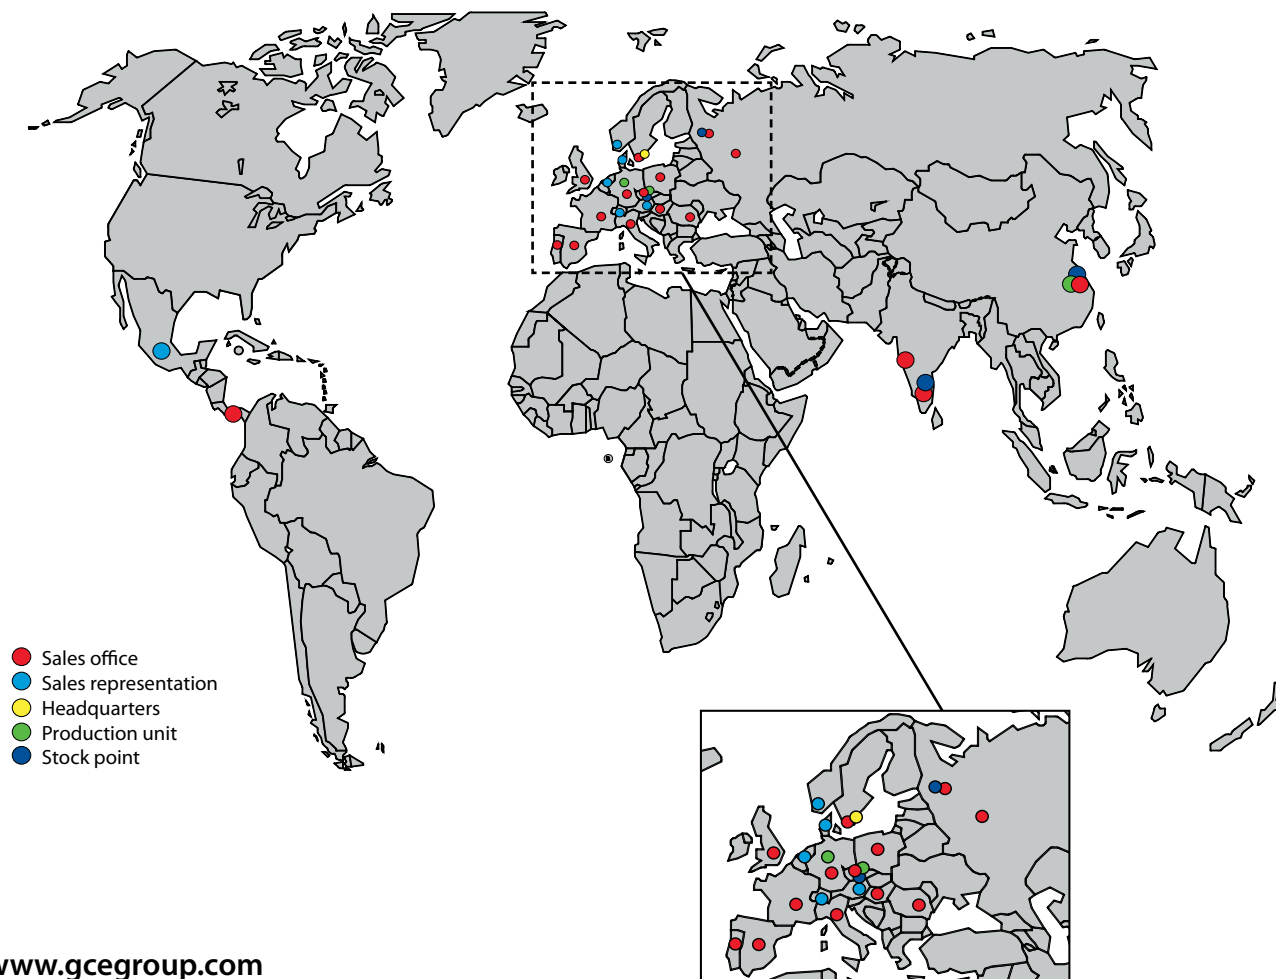 Sales office
Sales representation
Headquarters
Production unit
Stock point
www.gcegroup.com